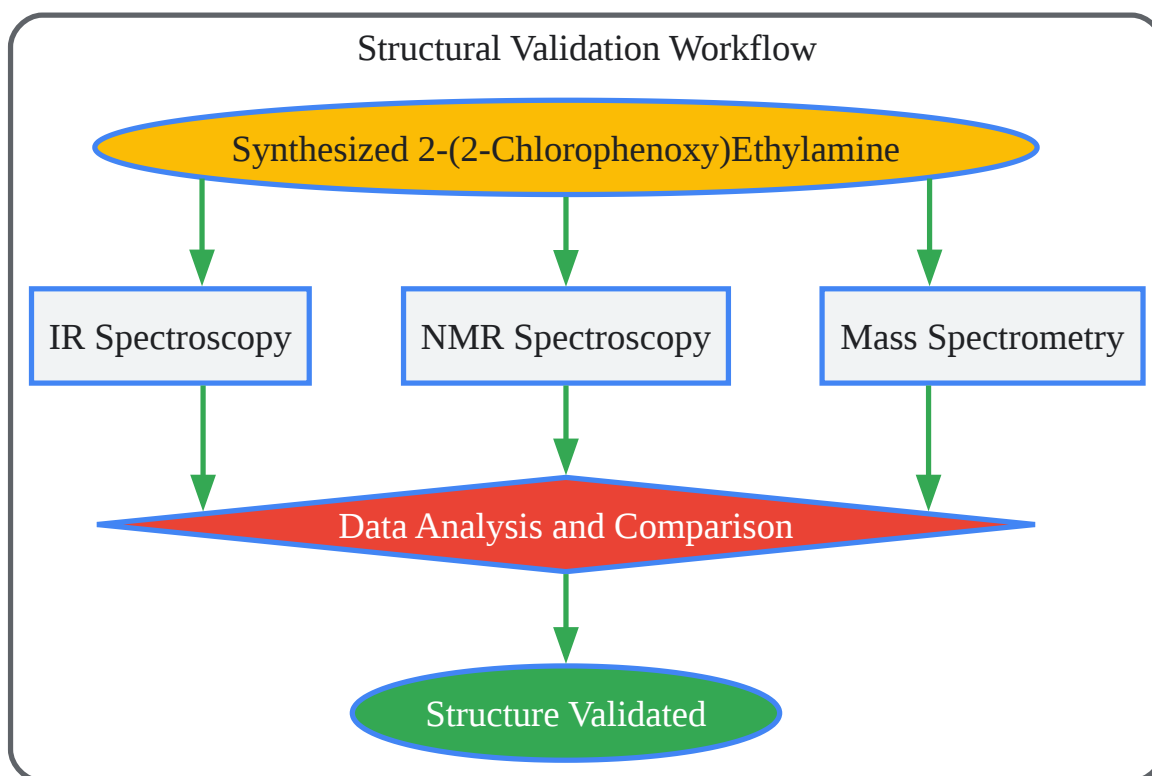 Structural Validation Workflow
Synthesized 2-(2-Chlorophenoxy)Ethylamine
IR Spectroscopy
NMR Spectroscopy
Mass Spectrometry
Data Analysis and Comparison
Structure Validated